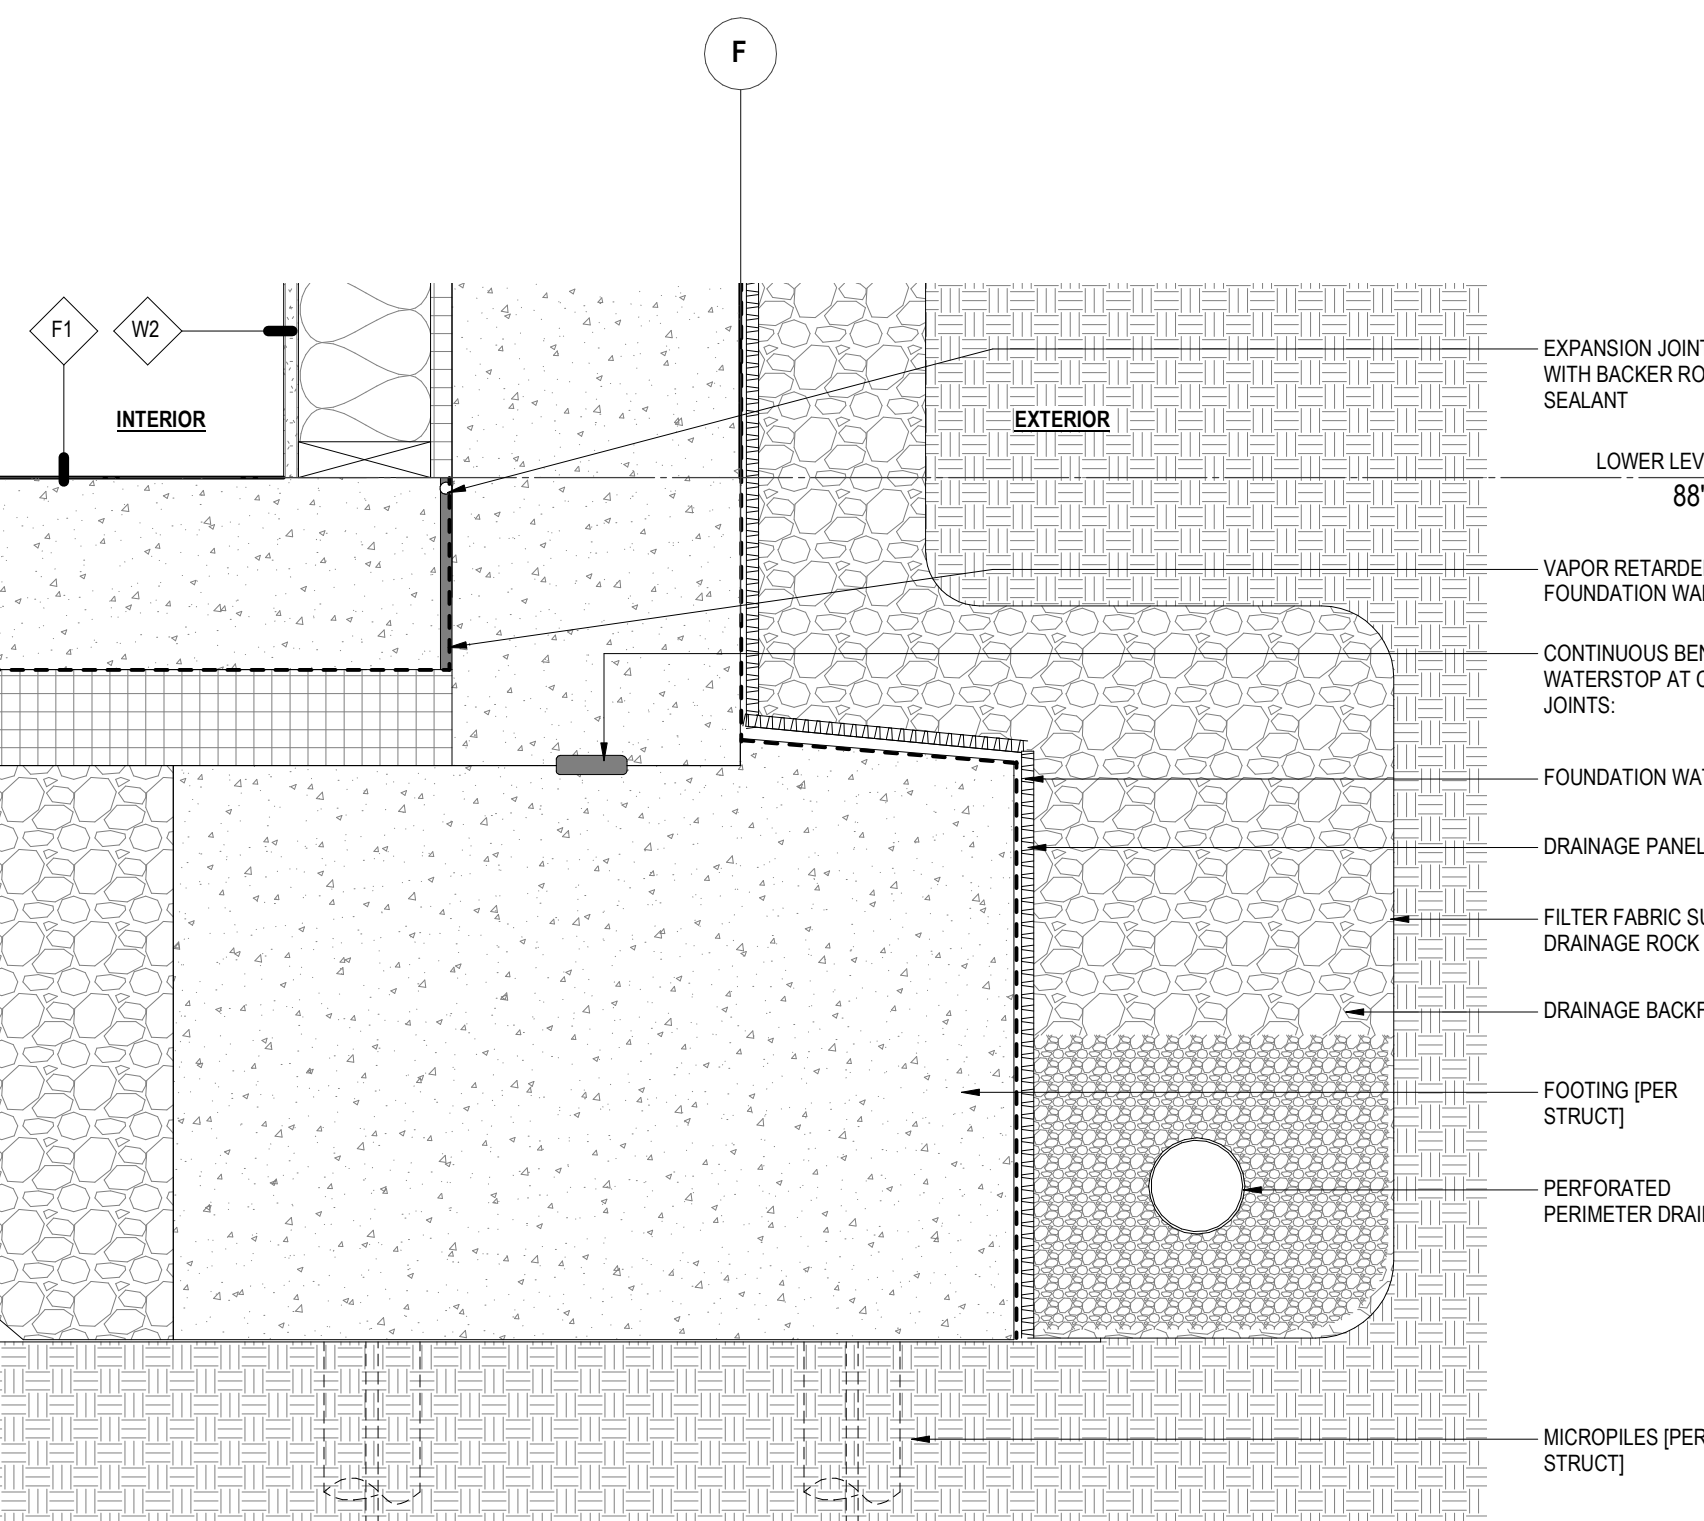 F
F1
W2
INTERIOR
EXTERIOR
EXPANSION JOINT
WITH BACKER RO
SEALANT
LOWER LEV
88'
VAPOR RETARDE
FOUNDATION WA
CONTINUOUS BEN
WATERSTOP AT C
JOINTS:
FOUNDATION WAT
DRAINAGE PANEL
FILTER FABRIC SU
DRAINAGE ROCK
DRAINAGE BACKF
FOOTING [PER
STRUCT]
PERFORATED
PERIMETER DRAI
MICROPILES [PER
STRUCT]